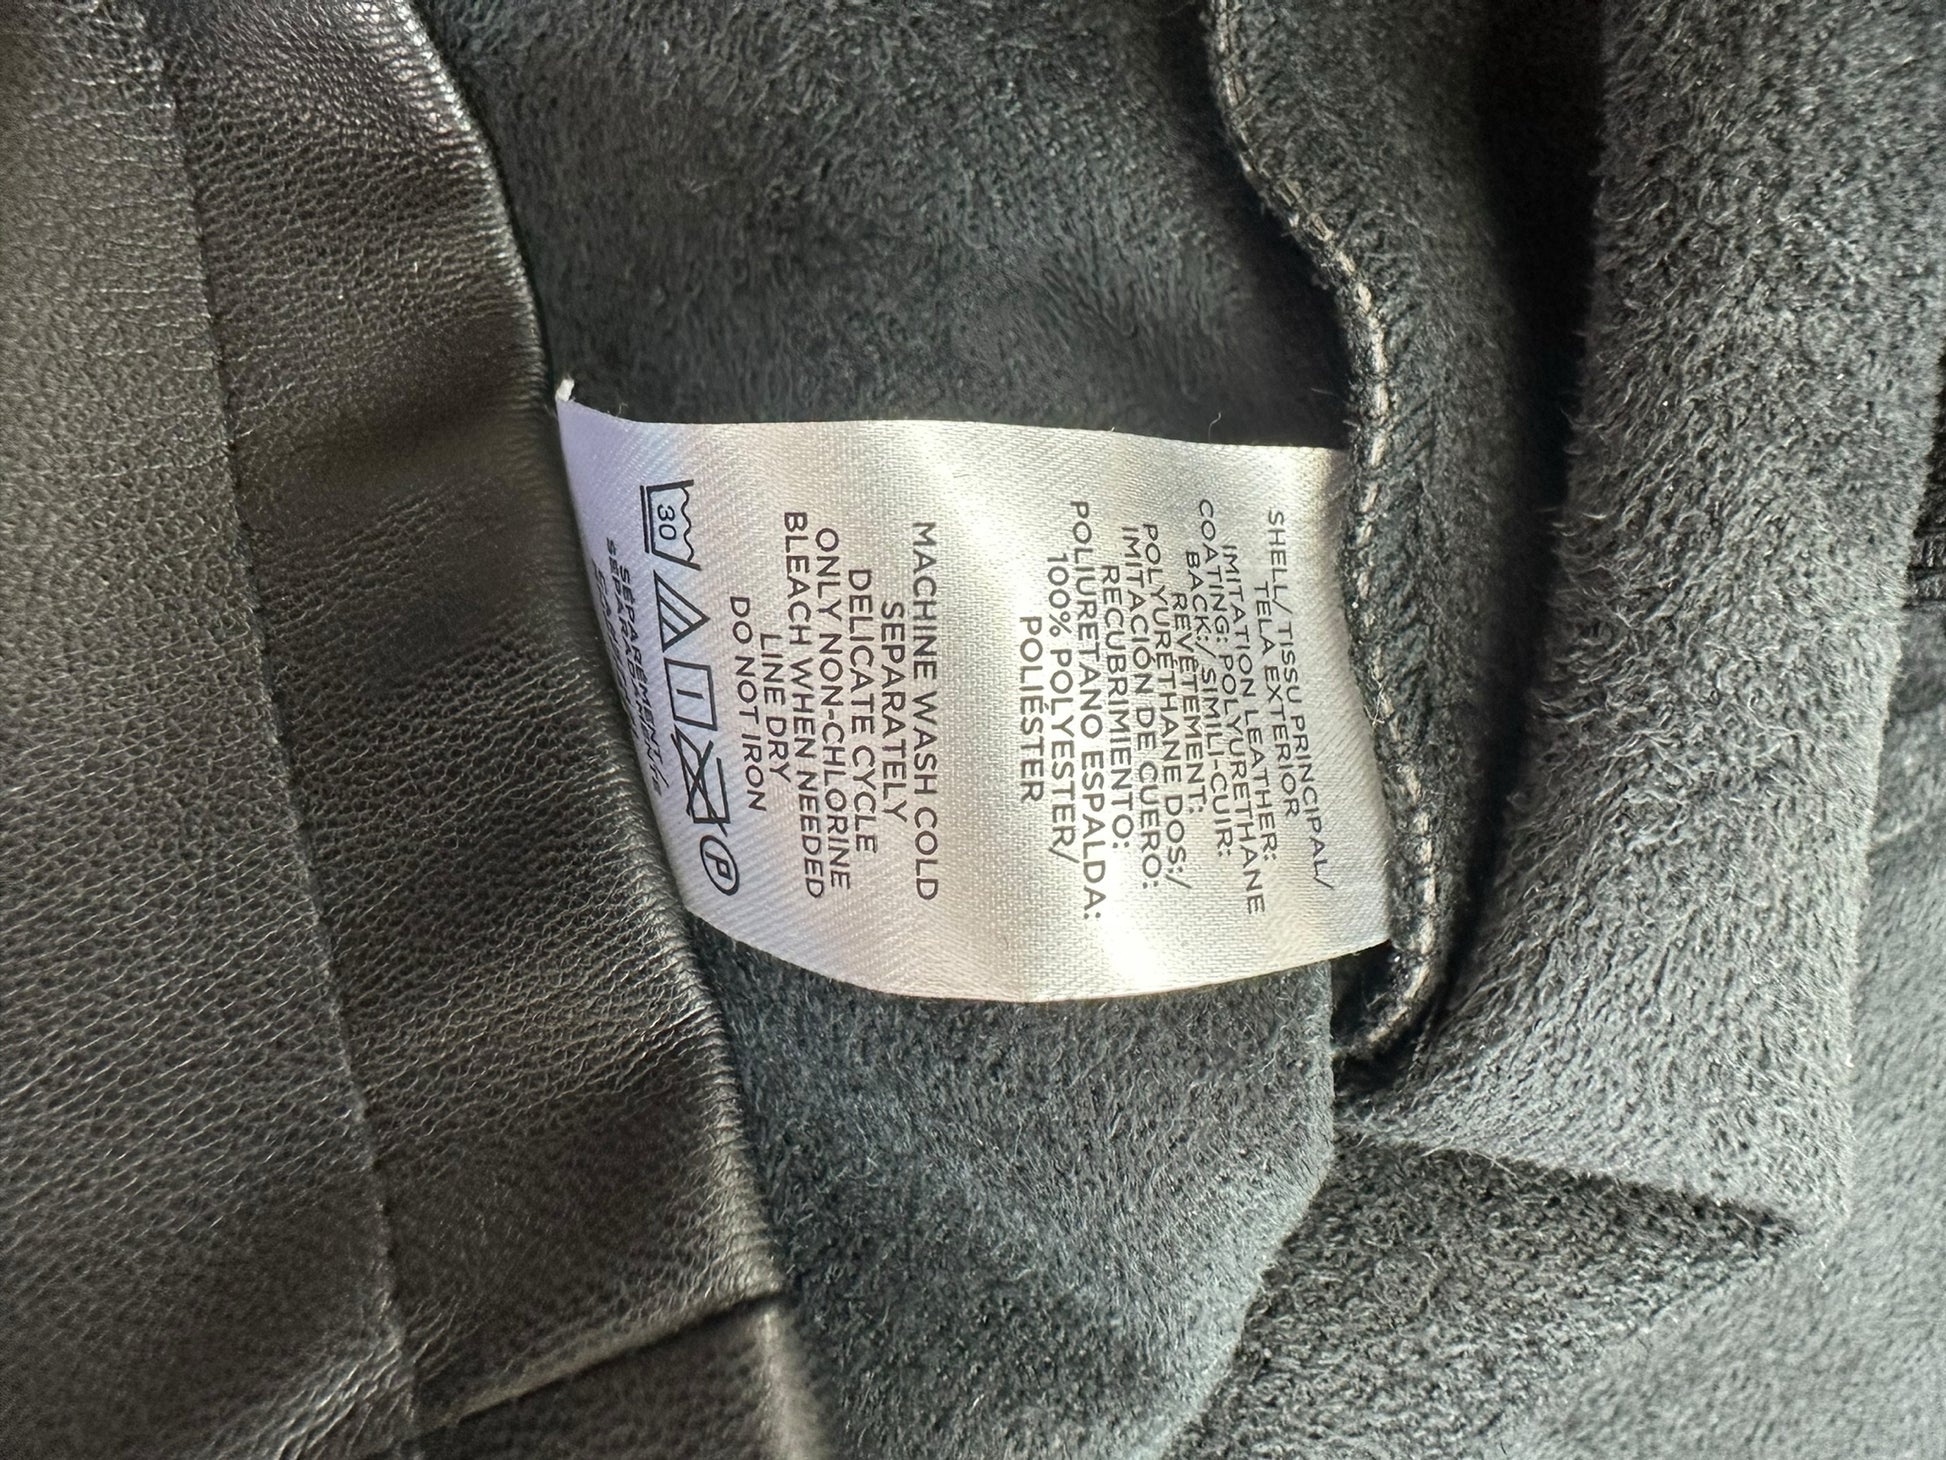 SHELL/ TISSU PRINCIPAL/
TELA EXTERIOR
IMITATION LEATHER:
COATING: POLYURETHANE
BACK:/ SIMILI-CUIR:
REVÊTEMENT:
POLYURÉTHANE DOS:/
IMITACIÓN DE CUERO:
RECUBRIMIENTO:
POLIURETANO ESPALDA:
100% POLYESTER/
POLIÉSTER
MACHINE WASH COLD
SEPARATELY
DELICATE CYCLE
ONLY NON-CHLORINE
BLEACH WHEN NEEDED
LINE DRY
DO NOT IRON
30
P
SÉPARÉMENT/